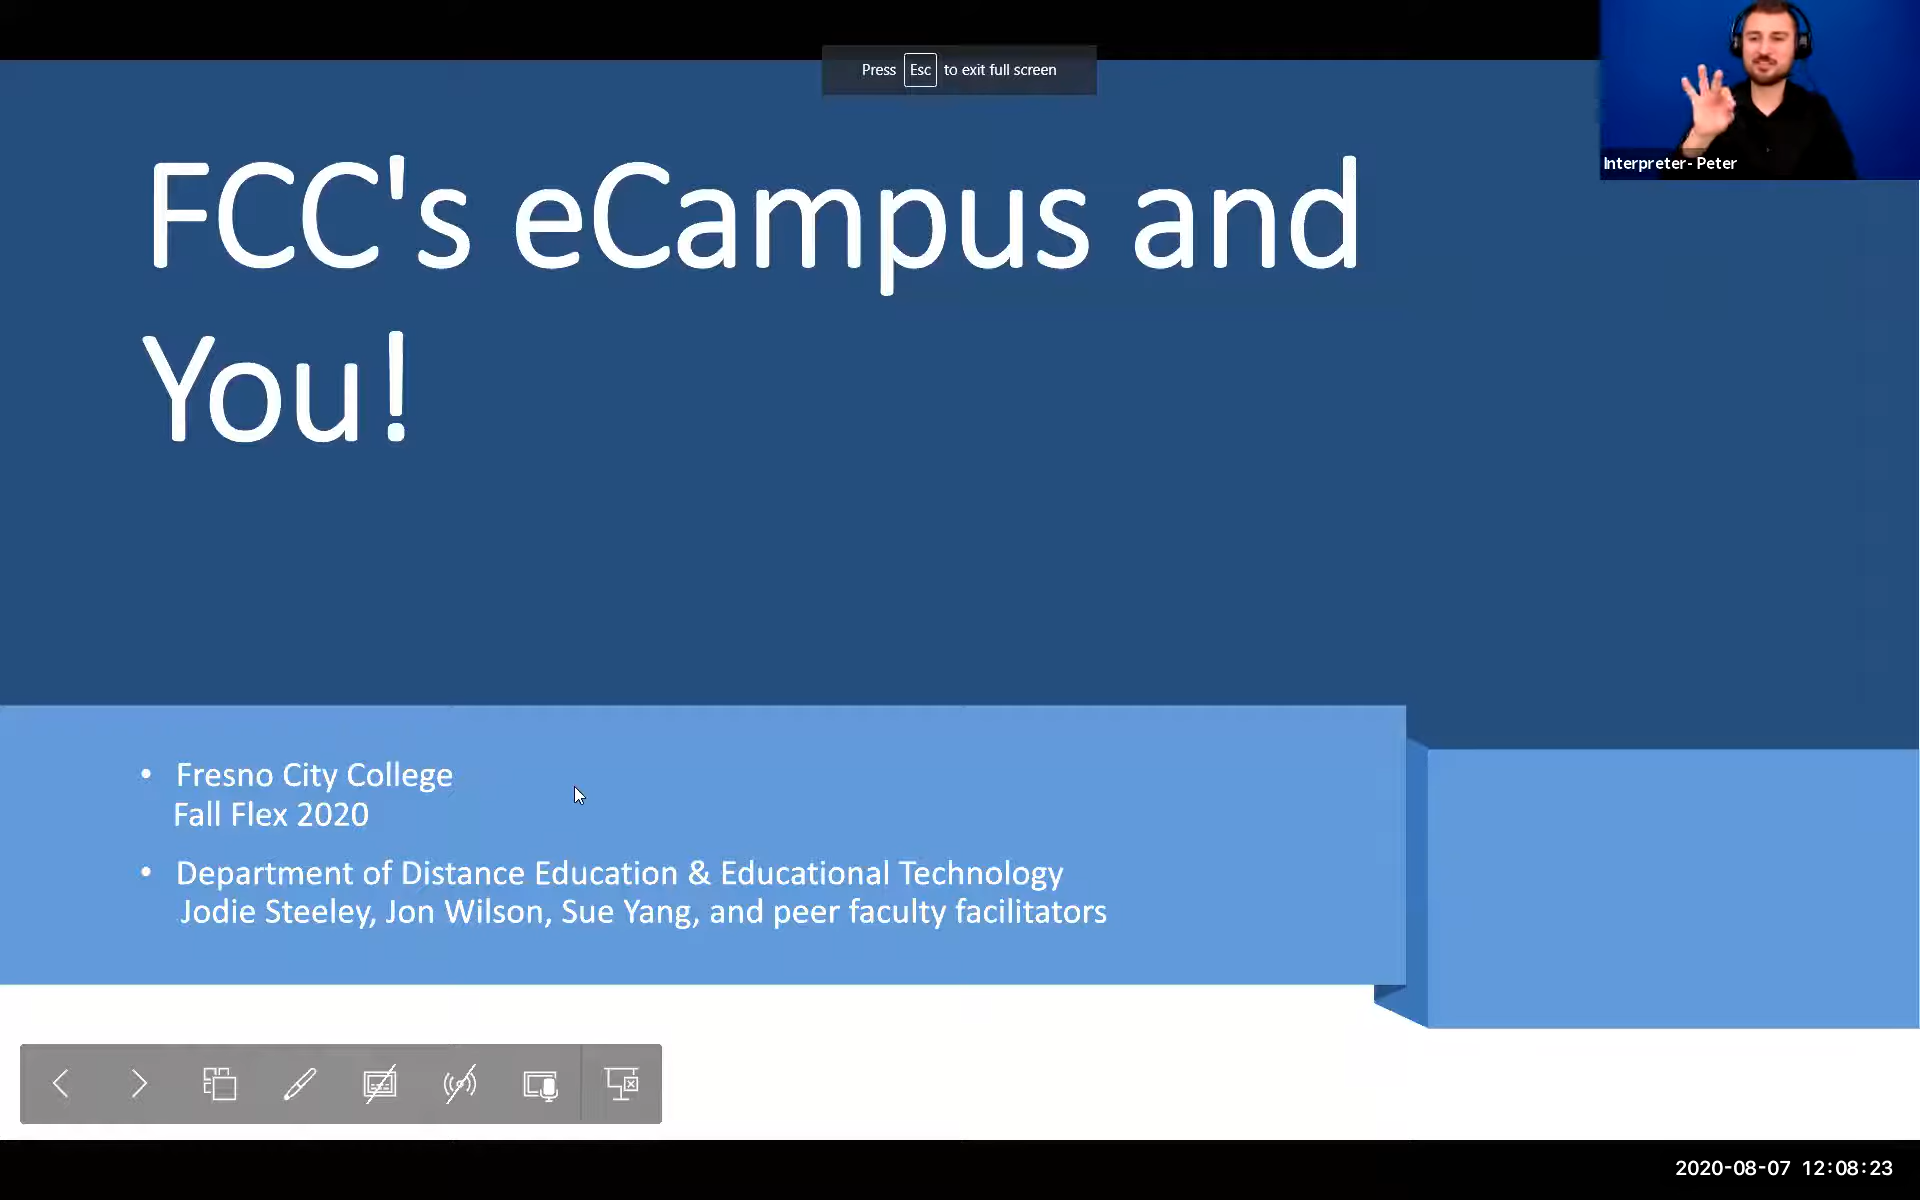 Press Esc to exit full screen
Interpreter- Peter
FCC's eCampus and
You!
• Fresno City College
Fall Flex 2020
• Department of Distance Education & Educational Technology
Jodie Steeley, Jon Wilson, Sue Yang, and peer faculty facilitators
2020-08-07 12:08:23